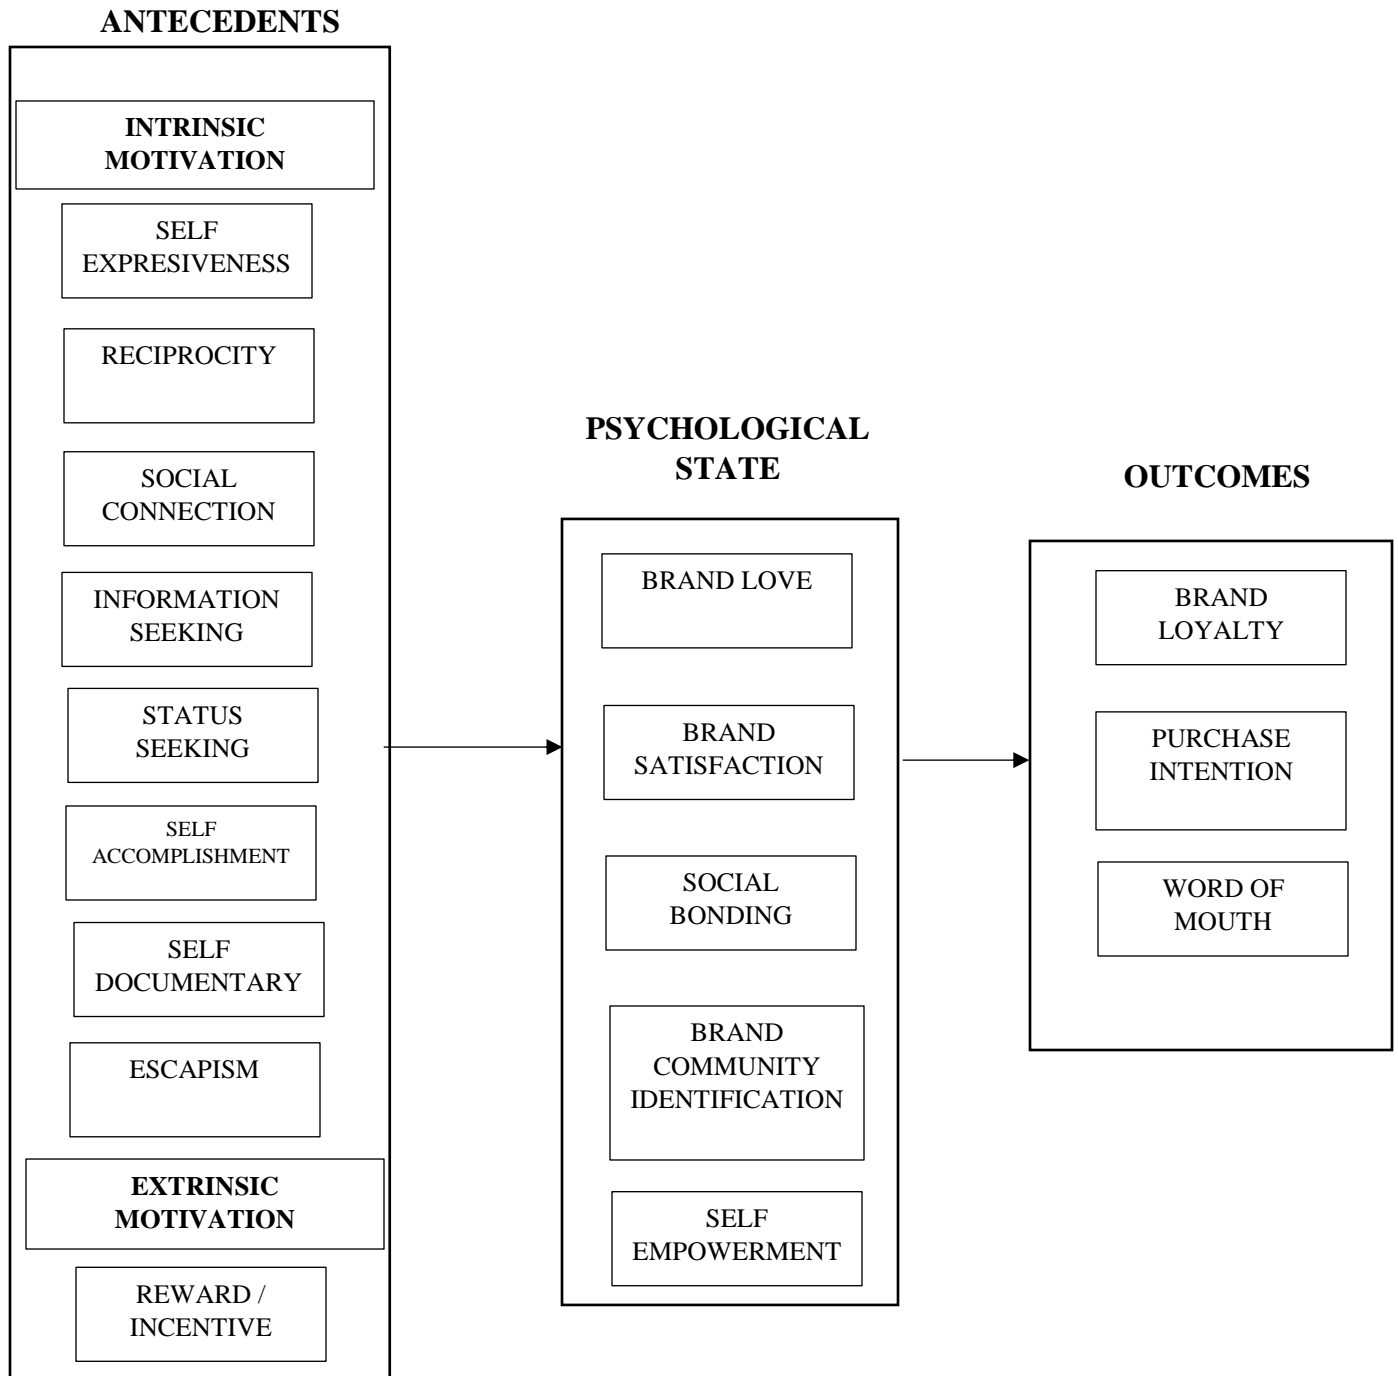 ANTECEDENTS
INTRINSIC
MOTIVATION
SELF
EXPRESIVENESS
RECIPROCITY
SOCIAL
CONNECTION
INFORMATION
SEEKING
STATUS
SEEKING
SELF
ACCOMPLISHMENT
SELF
DOCUMENTARY
ESCAPISM
EXTRINSIC
MOTIVATION
REWARD /
INCENTIVE
PSYCHOLOGICAL
STATE
BRAND LOVE
BRAND
SATISFACTION
SOCIAL
BONDING
BRAND
COMMUNITY
IDENTIFICATION
SELF
EMPOWERMENT
OUTCOMES
BRAND
LOYALTY
PURCHASE
INTENTION
WORD OF
MOUTH